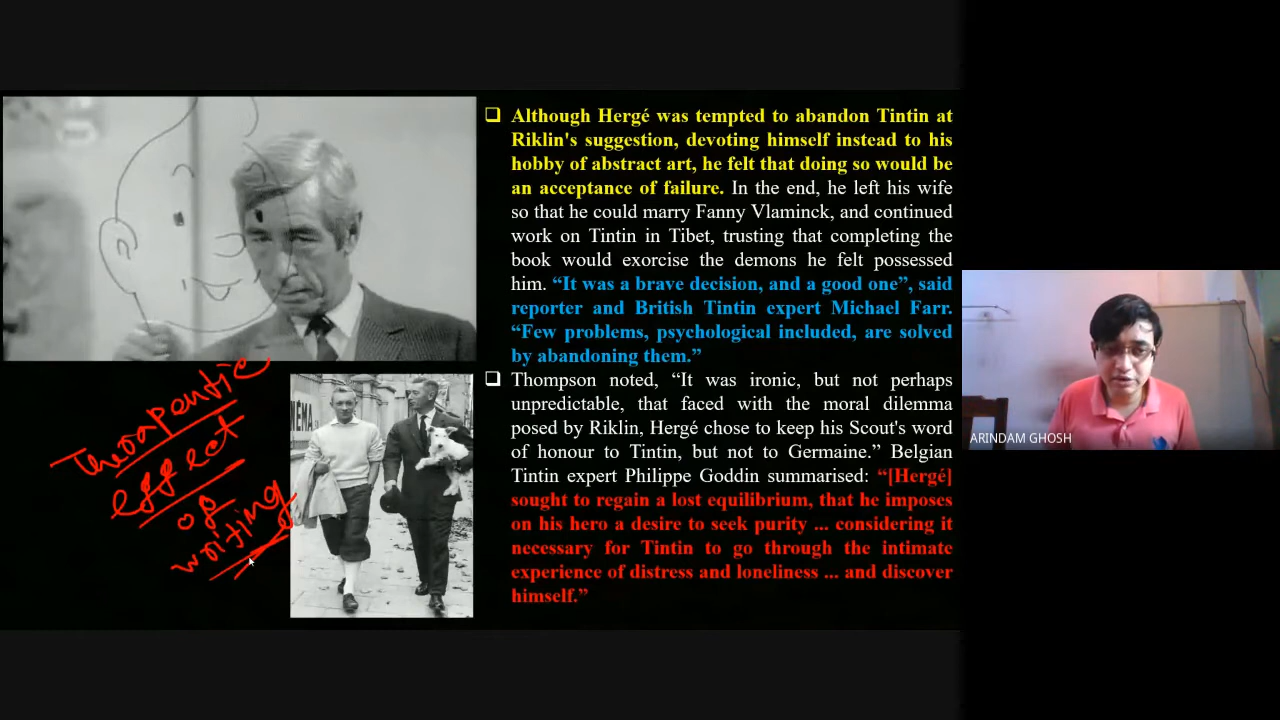 Although Hergé was tempted to abandon Tintin at
Riklin's suggestion, devoting himself instead to his
hobby of abstract art, he felt that doing so would be
an acceptance of failure. In the end, he left his wife
so that he could marry Fanny Vlaminck, and continued
work on Tintin in Tibet, trusting that completing the
book would exorcise the demons he felt possessed
him. “It was a brave decision, and a good one”, said
reporter and British Tintin expert Michael Farr.
“Few problems, psychological included, are solved
by abandoning them.”
Thompson noted, “It was ironic, but not perhaps
unpredictable, that faced with the moral dilemma
posed by Riklin, Hergé chose to keep his Scout's word
of honour to Tintin, but not to Germaine.” Belgian
Tintin expert Philippe Goddin summarised: “[Hergé]
sought to regain a lost equilibrium, that he imposes
on his hero a desire to seek purity ... considering it
necessary for Tintin to go through the intimate
experience of distress and loneliness ... and discover
himself.”
Therapeutic
effect
of
writing
NÉMA
ARINDAM GHOSH